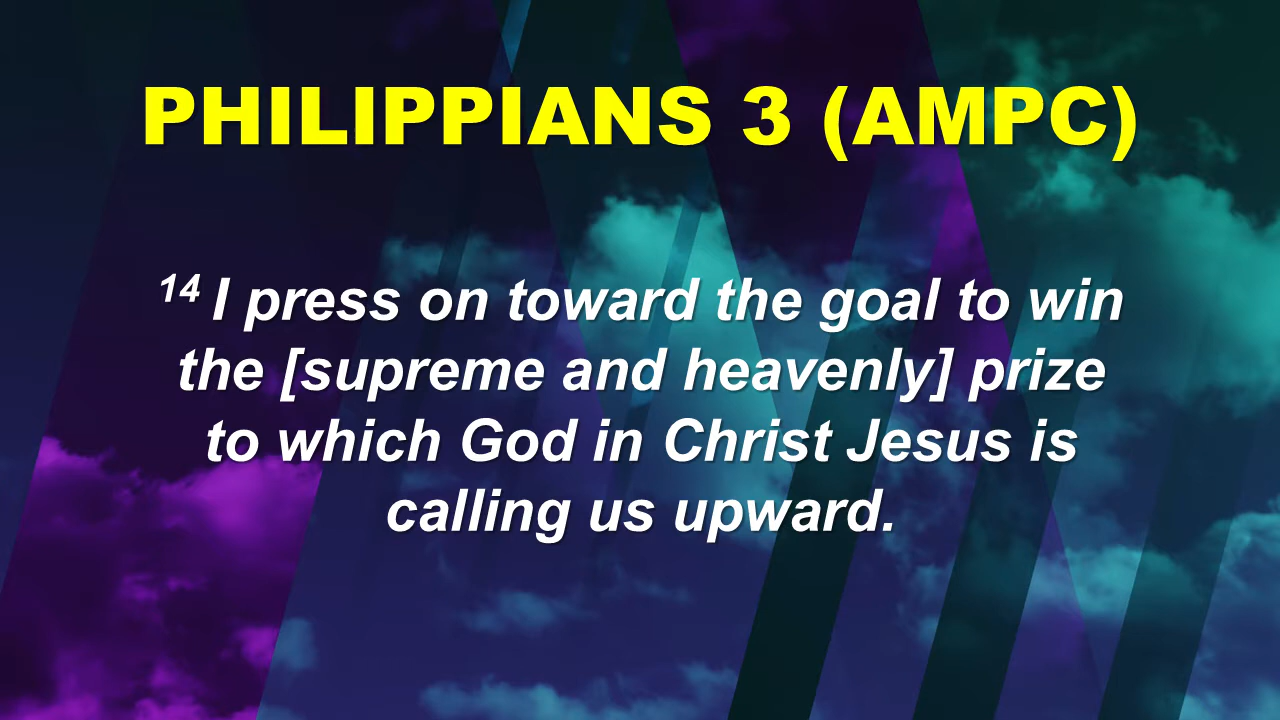 PHILIPPIANS 3 (AMPC)
14 I press on toward the goal to win
the [supreme and heavenly] prize
to which God in Christ Jesus is
calling us upward.